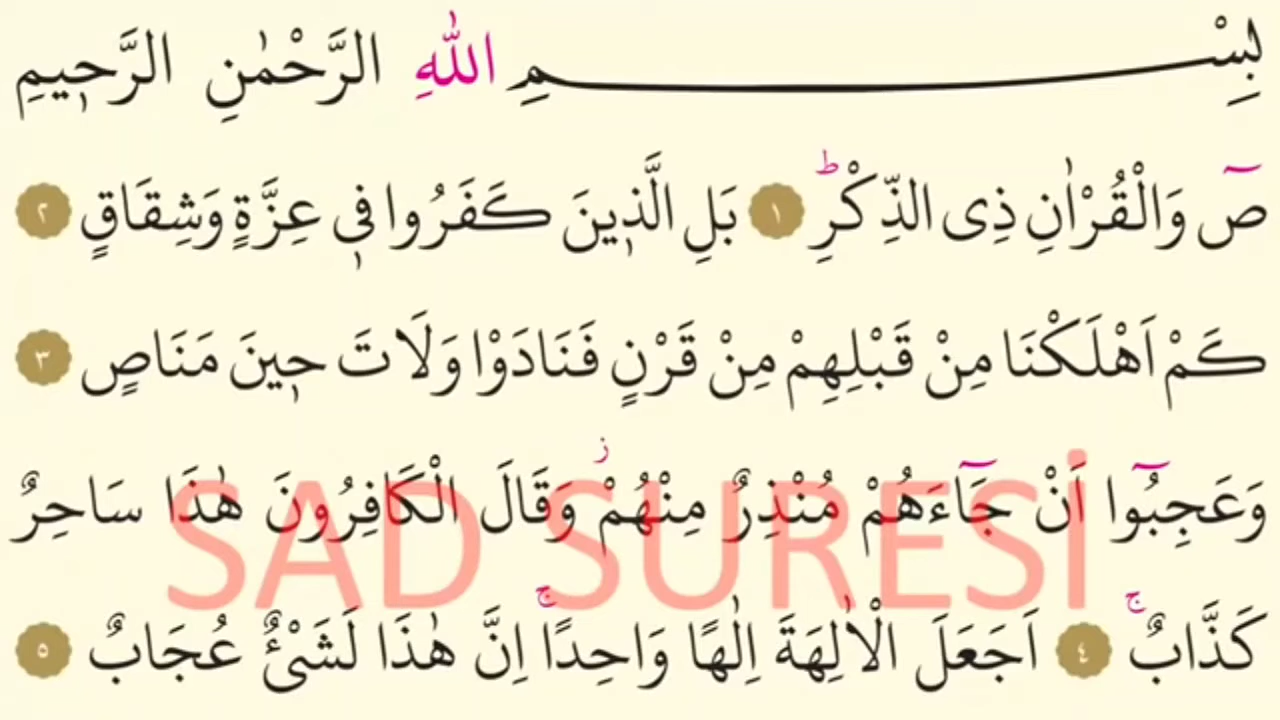 بِسْمِ اللّٰهِ الرَّحْمٰنِ الرَّحٖيمِ
صٓ وَالْقُرْاٰنِ ذِى الذِّكْرِؕ ١ بَلِ الَّذٖينَ كَفَرُوا فٖى عِزَّةٍ وَشِقَاقٍ ٢
كَمْ اَهْلَكْنَا مِنْ قَبْلِهِمْ مِنْ قَرْنٍ فَنَادَوْا وَلَاتَ حٖينَ مَنَاصٍ ٣
وَعَجِبُٓوا اَنْ جَٓاءَهُمْ مُنْذِرٌ مِنْهُمْؗ وَقَالَ الْكَافِرُونَ هٰذَا سَاحِرٌ
SAD SURESİ
كَذَّابٌۚ ٤ اَجَعَلَ الْاٰلِهَةَ اِلٰهًا وَاحِدًاۚ اِنَّ هٰذَا لَشَىْءٌ عُجَابٌ ٥